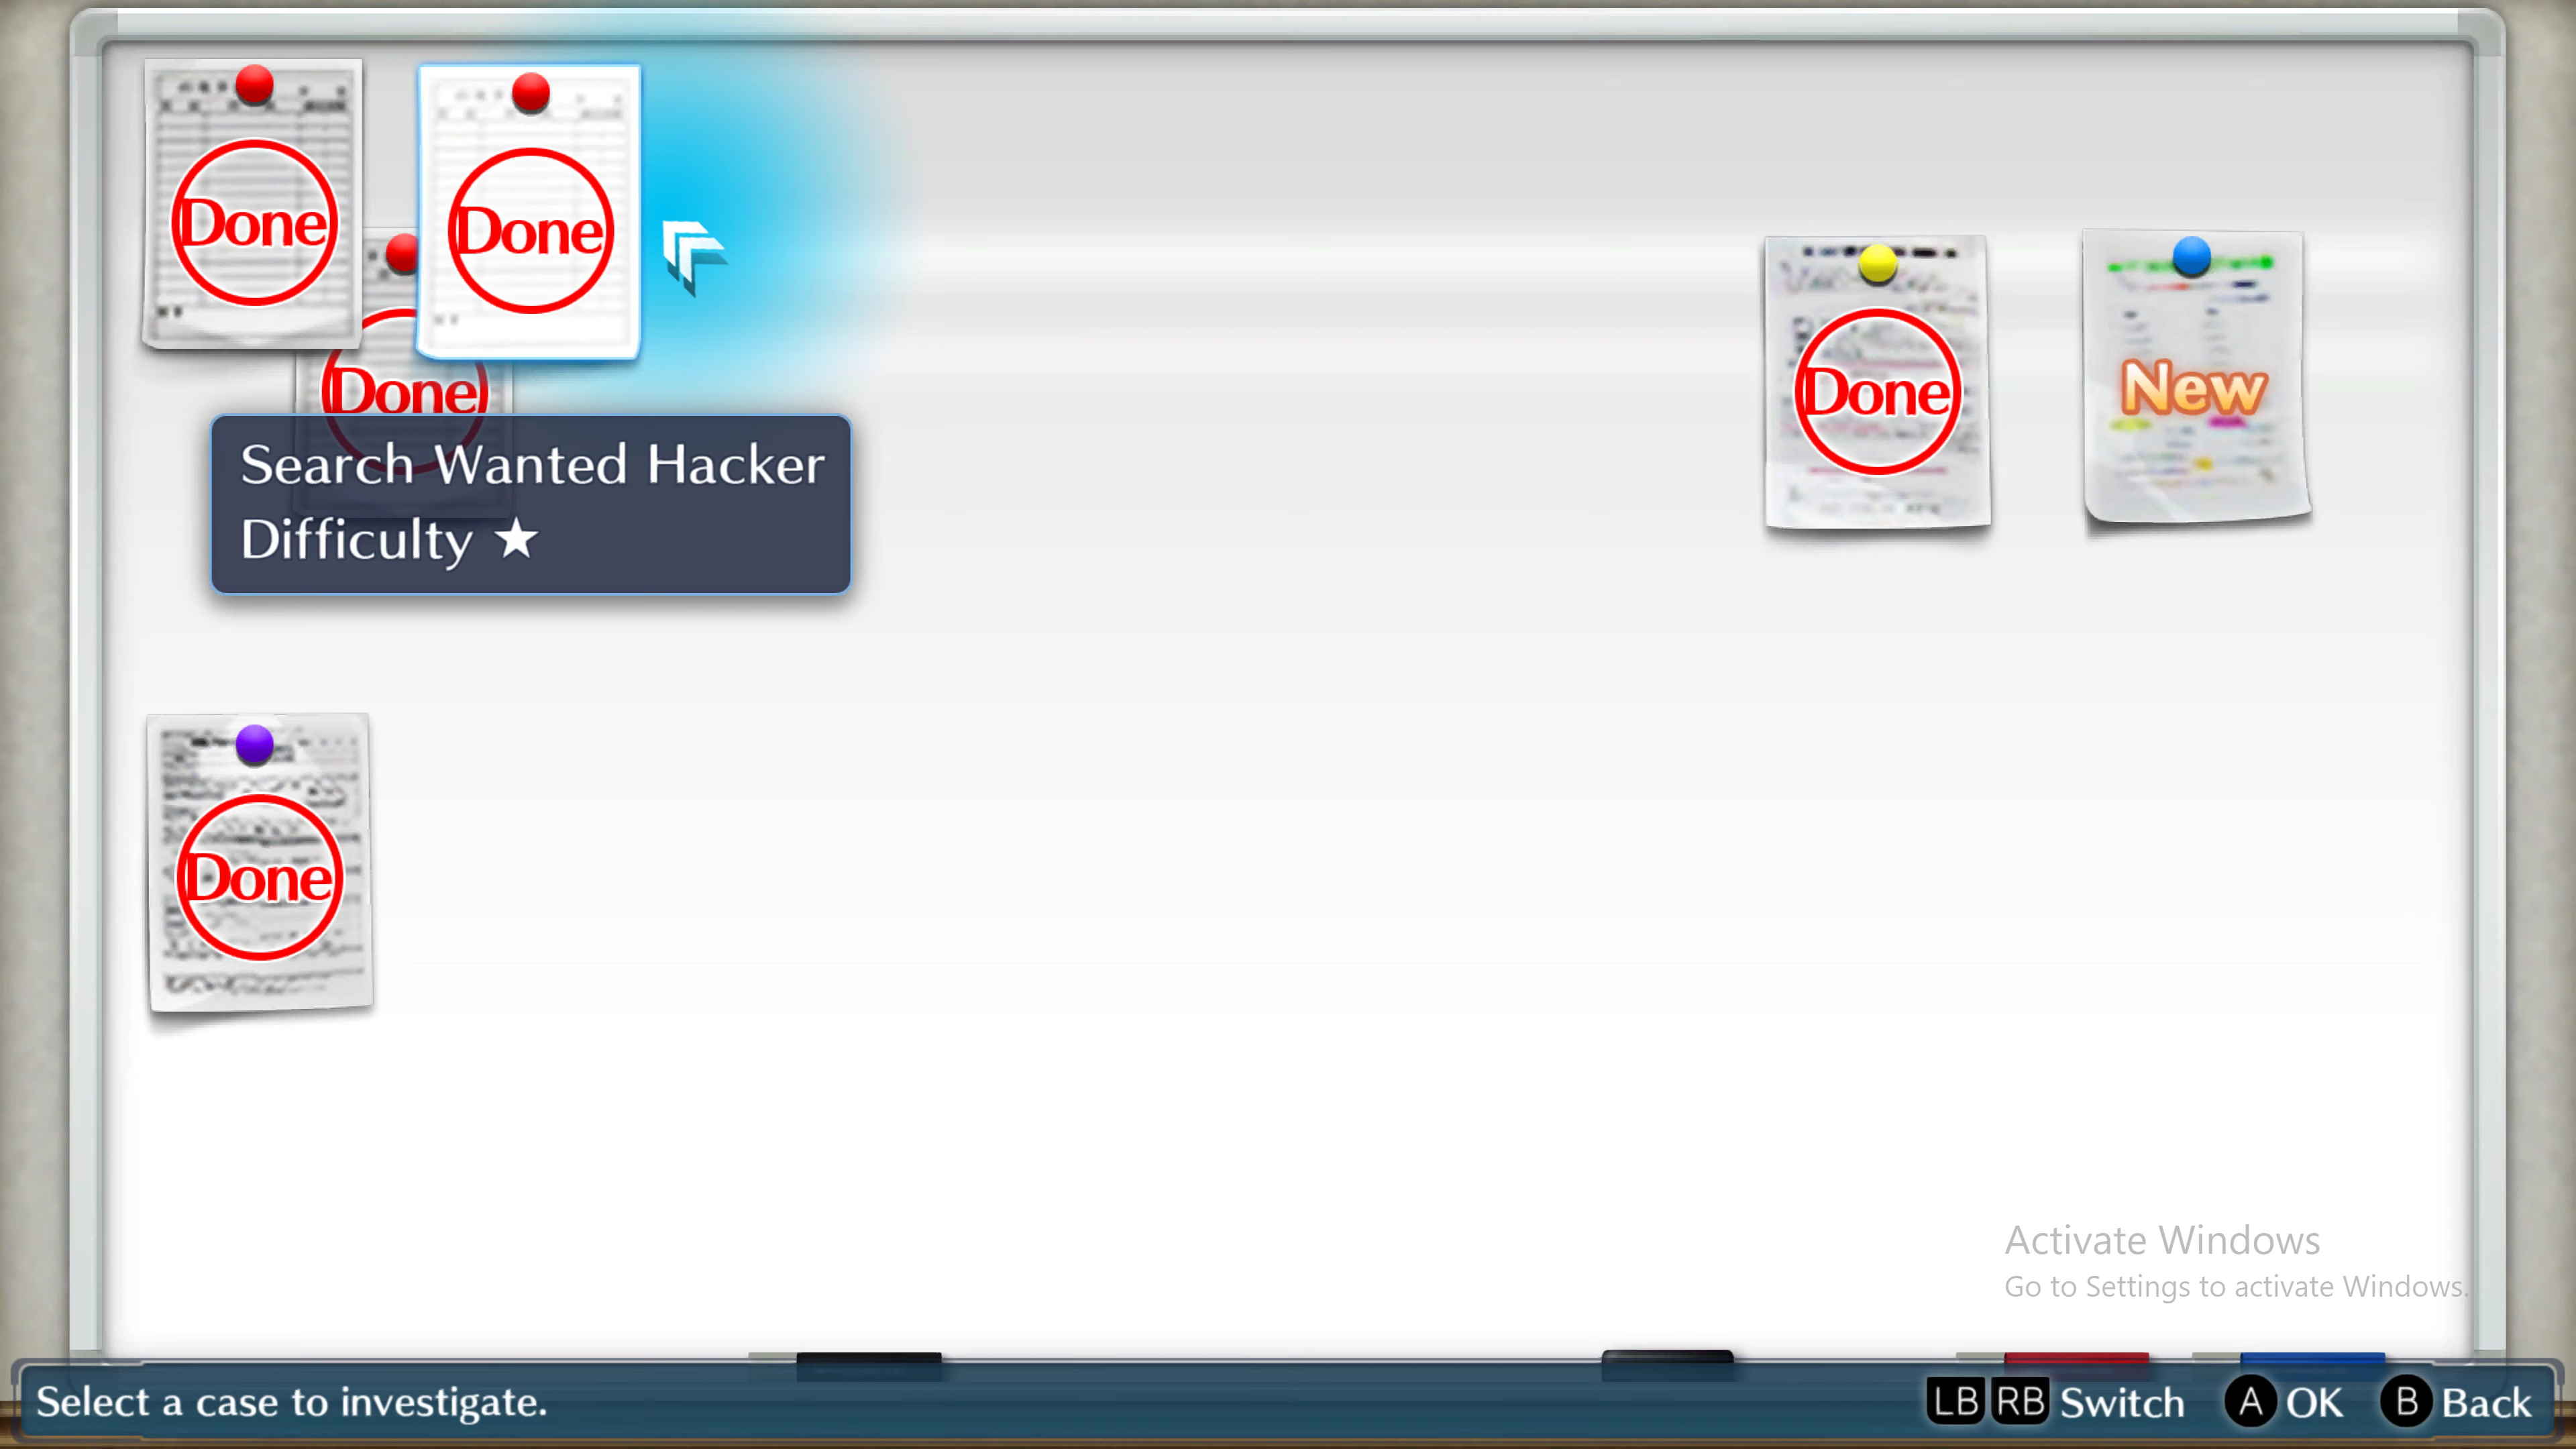 Done
Done
Done
Search Wanted Hacker
Difficulty ★
Done
New
Done
Activate Windows
Go to Settings to activate Windows.
Select a case to investigate.
LB RB Switch A OK B Back